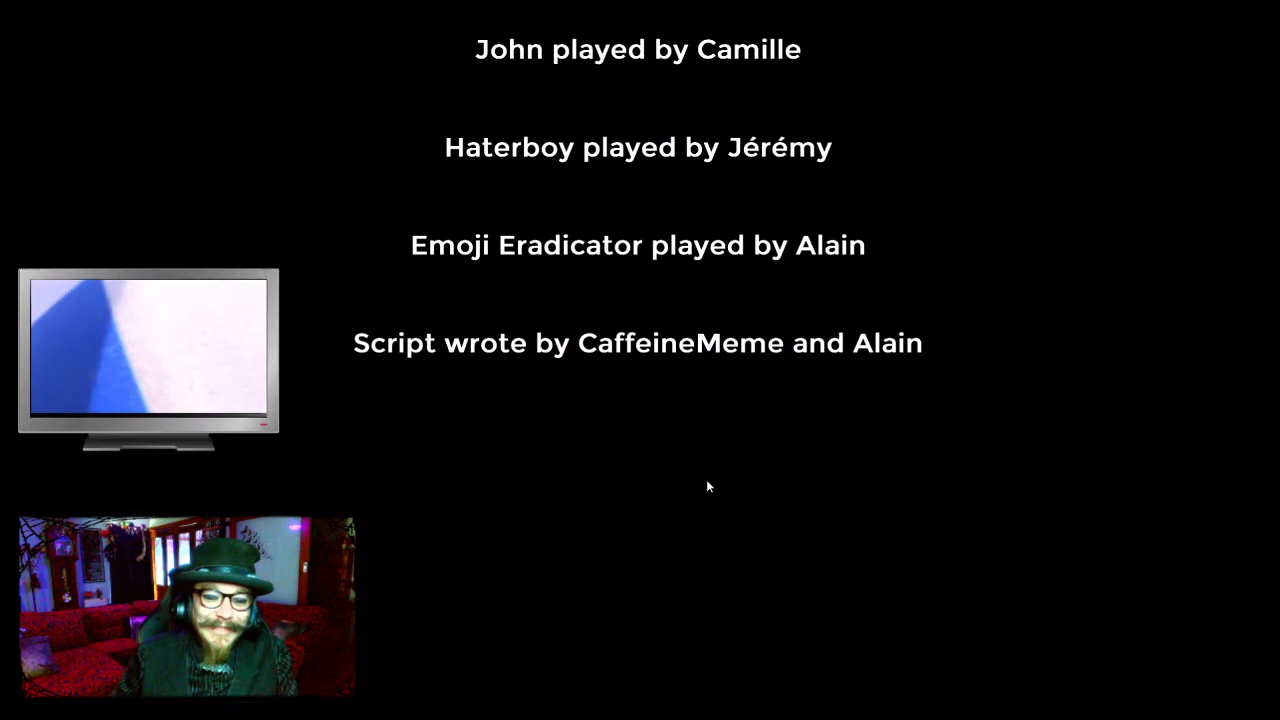 John played by Camille
Haterboy played by Jérémy
Emoji Eradicator played by Alain
Script wrote by CaffeineMeme and Alain